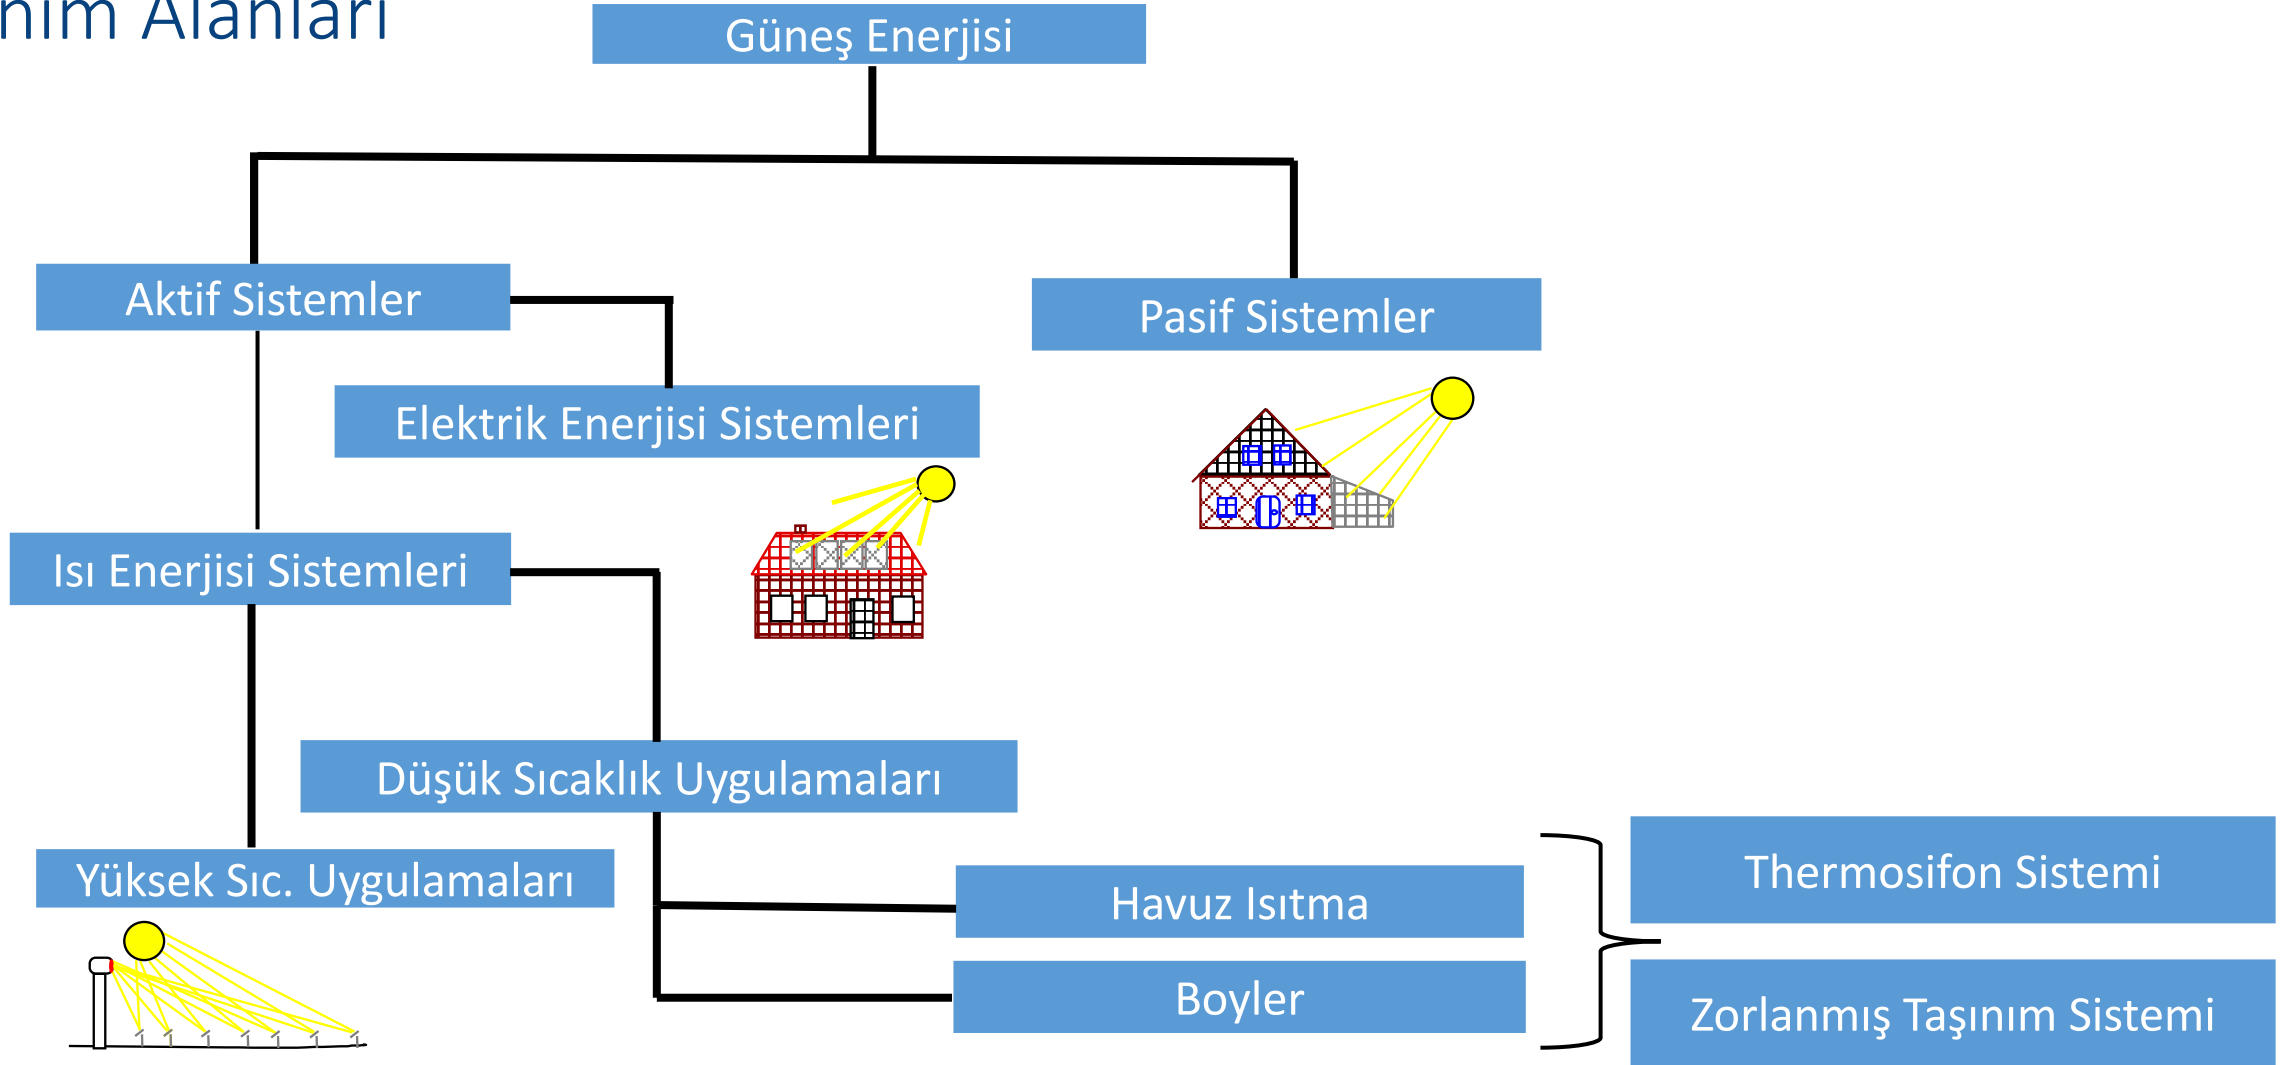 Alanları
Güneş Enerjisi
Aktif Sistemler
Pasif Sistemler
Elektrik Enerjisi Sistemleri
Isı Enerjisi Sistemleri
Düşük Sıcaklık Uygulamaları
Yüksek Sıc. Uygulamaları
Havuz Isıtma
Boyler
Thermosifon Sistemi
Zorlanmış Taşınım Sistemi